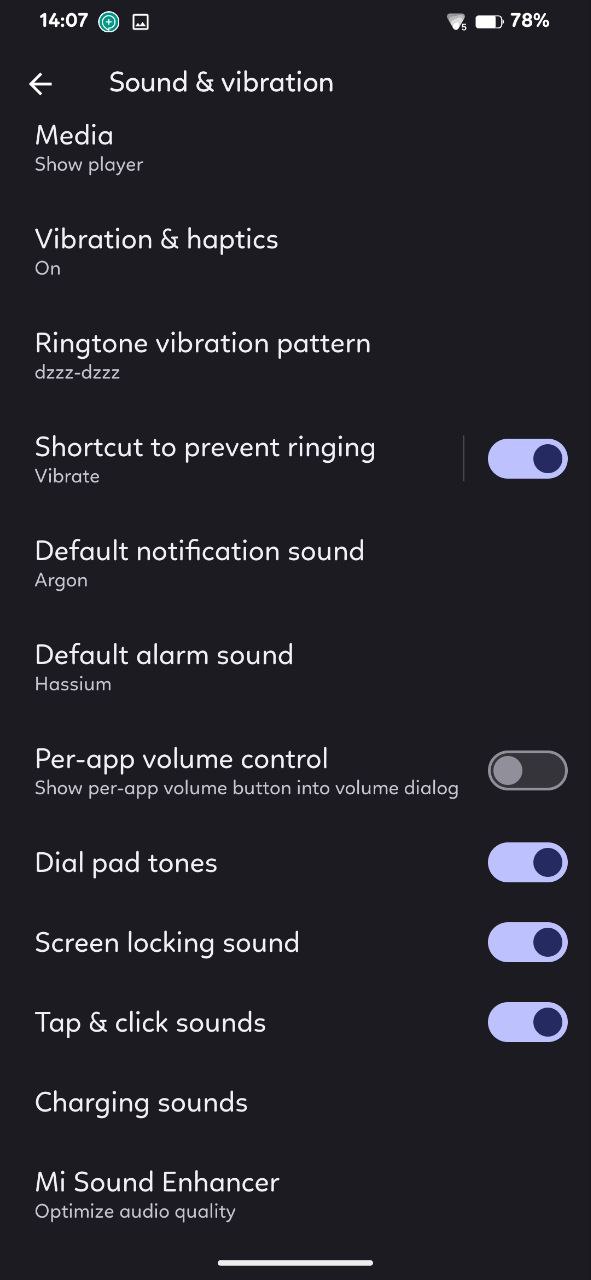 14:07
5
78%
Sound & vibration
Media
Show player
Vibration & haptics
On
Ringtone vibration pattern
dzzz-dzzz
Shortcut to prevent ringing
Vibrate
Default notification sound
Argon
Default alarm sound
Hassium
Per-app volume control
Show per-app volume button into volume dialog
Dial pad tones
Screen locking sound
Tap & click sounds
Charging sounds
Mi Sound Enhancer
Optimize audio quality